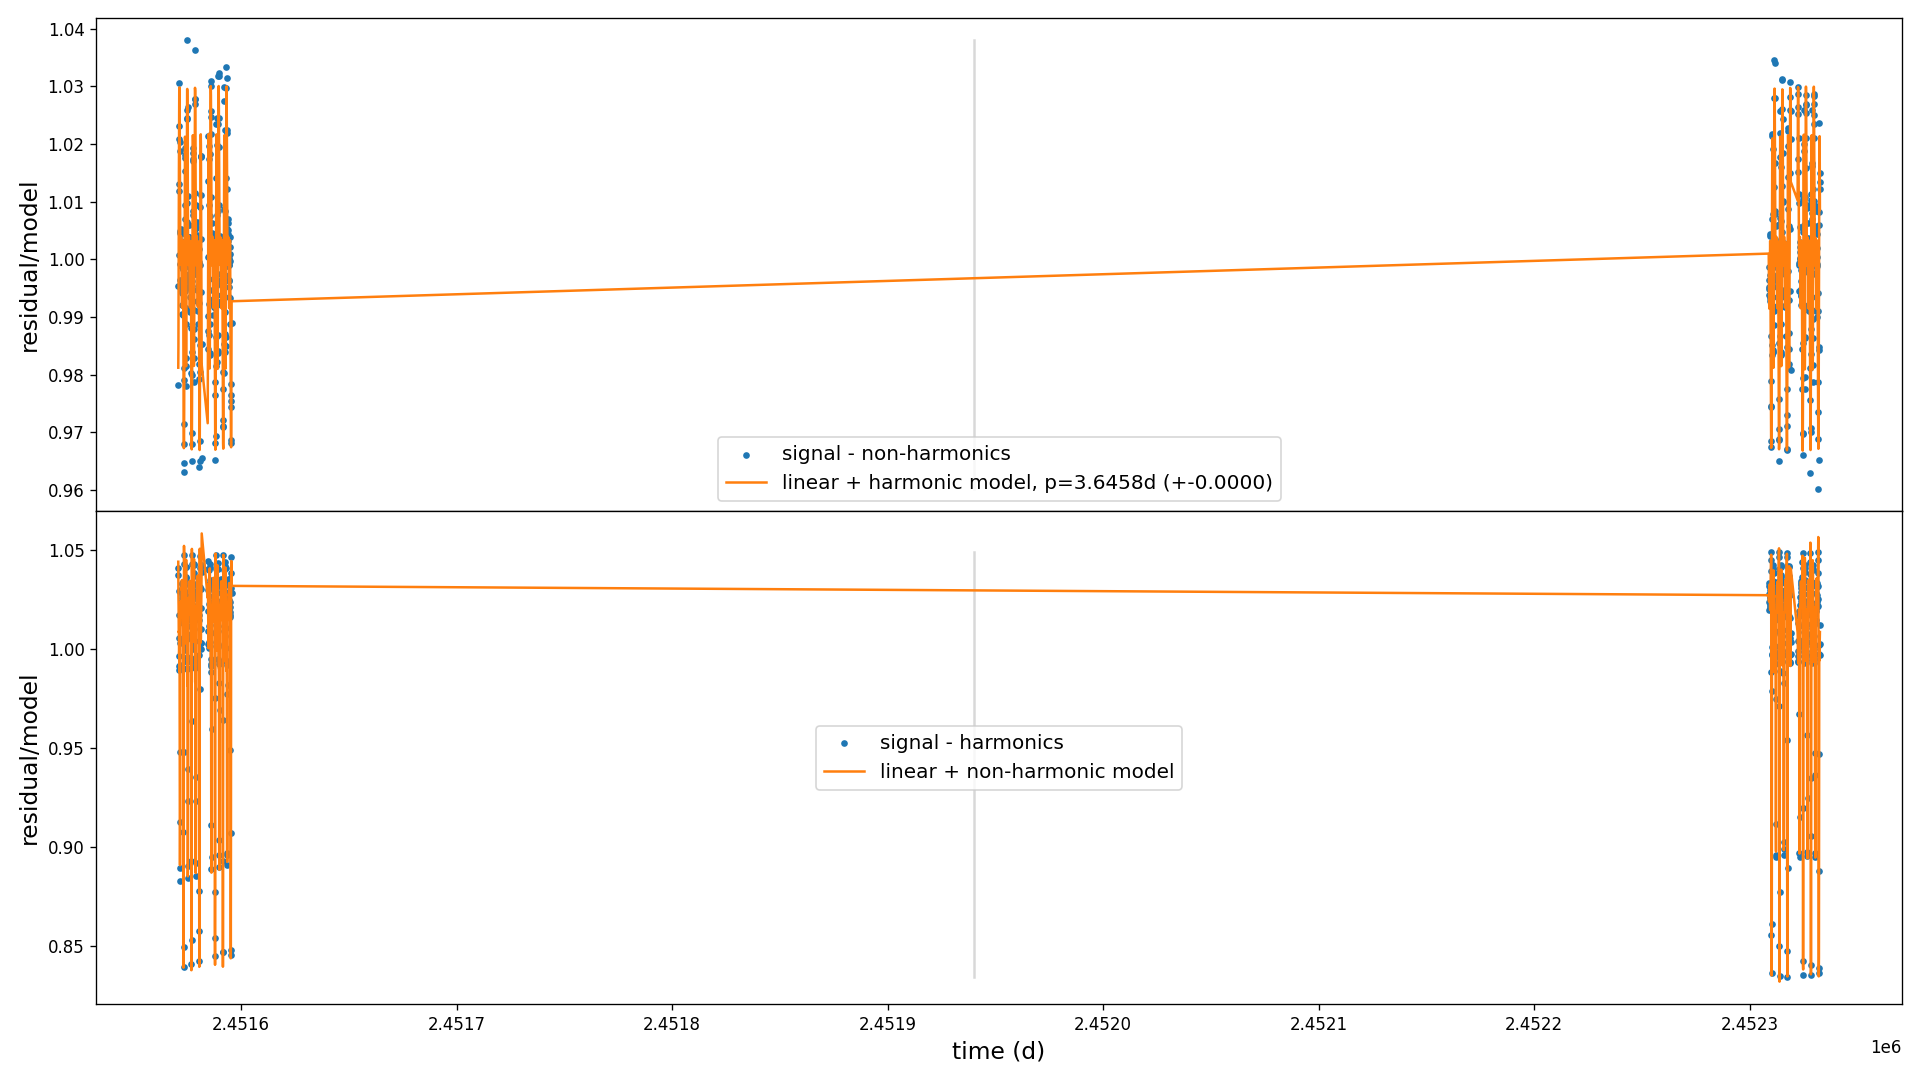 1.04
1.03
1.02
1.01
1.00
0.99
0.98
0.97
0.96
residual/model
signal - non-harmonics
linear + harmonic model, p=3.6458d (+-0.0000)
1.05
1.00
0.95
0.90
0.85
residual/model
signal - harmonics
linear + non-harmonic model
2.4516 2.4517 2.4518 2.4519 2.4520 2.4521 2.4522 2.4523
1e6
time (d)